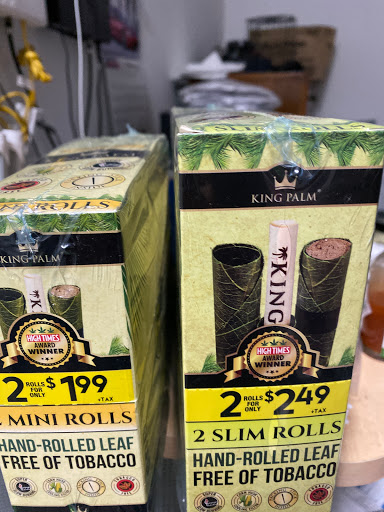 ROLLS
KING PALM
HIGH TIMES
AWARD
WINNER
2 ROLLS FOR ONLY $1.99 +TAX
MINI ROLLS
HAND-ROLLED LEAF
FREE OF TOBACCO
KING PALM
KING
HIGH TIMES
AWARD
WINNER
2 ROLLS FOR ONLY $2.49 +TAX
2 SLIM ROLLS
HAND-ROLLED LEAF
FREE OF TOBACCO